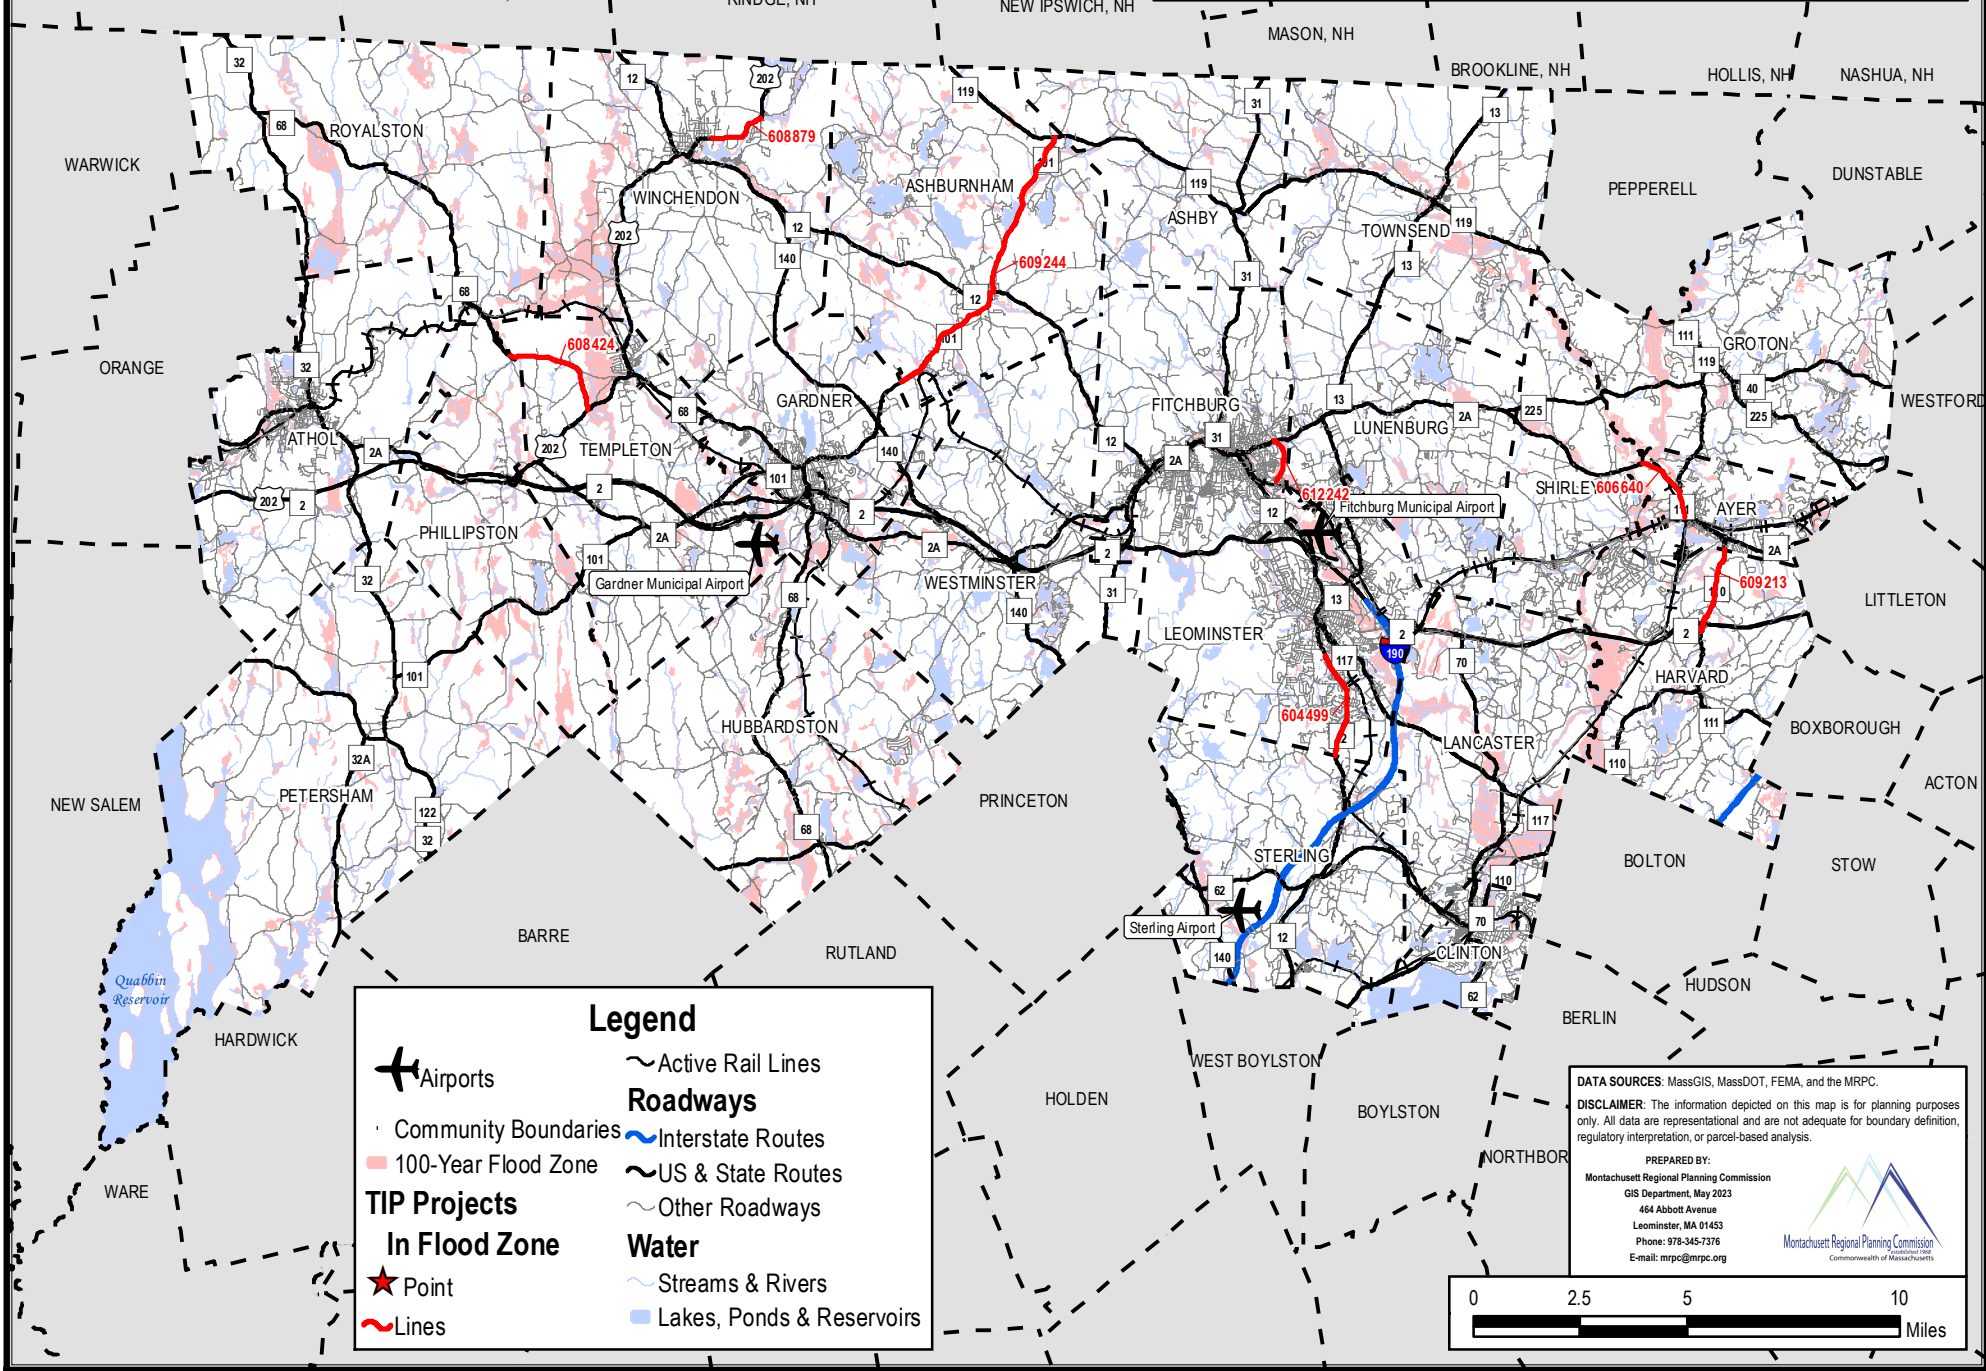 RINDGE, NH
NEW IPSWICH, NH
MASON, NH
BROOKLINE, NH
HOLLIS, NH
NASHUA, NH
32
12
202
119
31
13
68
ROYALSTON
608879
101
WARWICK
WINCHENDON
ASHBURNHAM
119
ASHBY
PEPPERELL
DUNSTABLE
202
12
140
119
TOWNSEND
13
609244
31
68
12
101
608424
111
119
GROTON
ORANGE
32
40
225
WESTFORD
GARDNER
FITCHBURG
13
2A
225
LUNENBURG
68
ATHOL
2A
202
TEMPLETON
140
12
31
2A
101
202
2
2
612242
SHIRLEY
606640
111
AYER
Fitchburg Municipal Airport
12
PHILLIPSTON
2A
2
2A
2
2A
101
Gardner Municipal Airport
WESTMINSTER
609213
110
32
68
140
31
13
LITTLETON
LEOMINSTER
2
190
2
117
70
101
HARVARD
604499
12
111
HUBBARDSTON
BOXBOROUGH
LANCASTER
32A
110
PETERSHAM
NEW SALEM
PRINCETON
ACTON
122
32
68
117
STERLING
BOLTON
STOW
62
110
Sterling Airport
70
BARRE
RUTLAND
12
140
CLINTON
Quabbin
Reservoir
62
HUDSON
BERLIN
HARDWICK
WEST BOYLSTON
HOLDEN
BOYLSTON
NORTHBOR
WARE
Legend
Airports
Community Boundaries
100-Year Flood Zone
TIP Projects
In Flood Zone
Point
Lines
Active Rail Lines
Roadways
Interstate Routes
US & State Routes
Other Roadways
Water
Streams & Rivers
Lakes, Ponds & Reservoirs
DATA SOURCES: MassGIS, MassDOT, FEMA, and the MRPC.
DISCLAIMER: The information depicted on this map is for planning purposes
only. All data are representational and are not adequate for boundary definition,
regulatory interpretation, or parcel-based analysis.
PREPARED BY:
Montachusett Regional Planning Commission
GIS Department, May 2023
464 Abbott Avenue
Leominster, MA 01453
Phone: 978-345-7376
E-mail: mrpc@mrpc.org
Montachusett Regional Planning Commission
established 1968
Commonwealth of Massachusetts
0 2.5 5 10
Miles